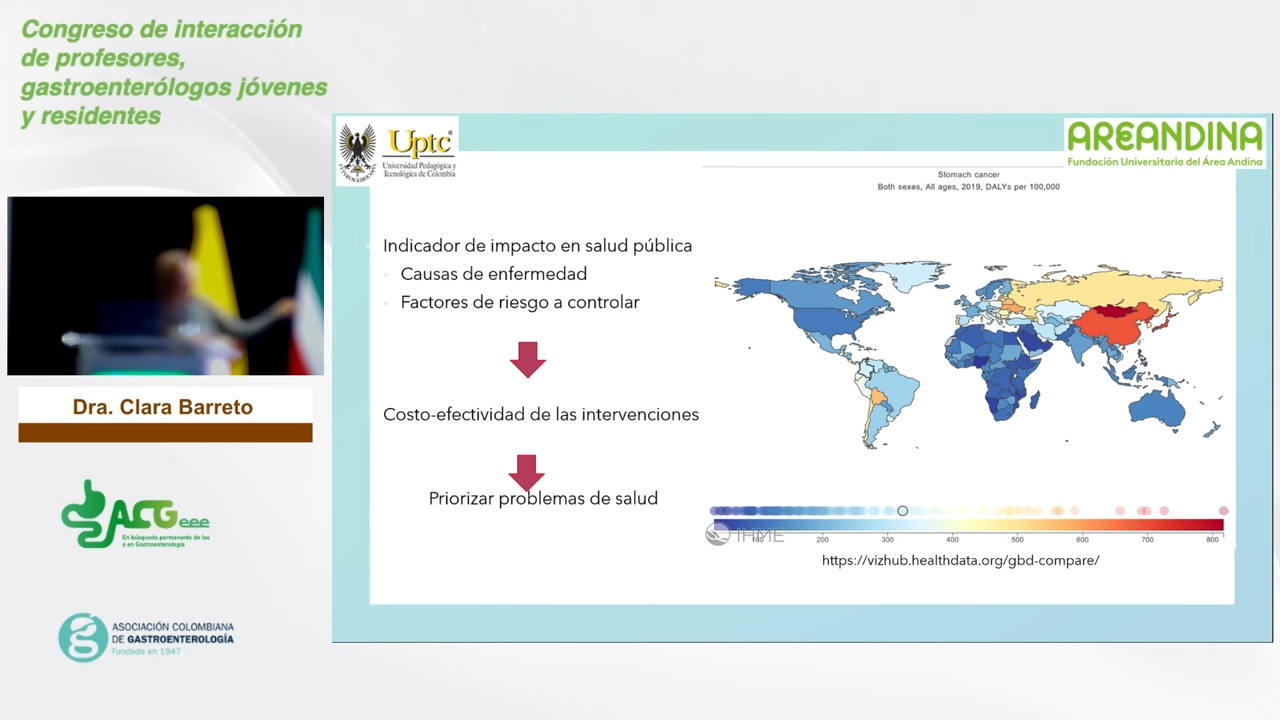 Congreso de interacción
de profesores,
gastroenterólogos jóvenes
y residentes
Uptc®
Universidad Pedagógica y
Tecnológica de Colombia
AREANDINA
Fundación Universitaria del Área Andina
Stomach cancer
Both sexes, All ages, 2019, DALYs per 100,000
Indicador de impacto en salud pública
Causas de enfermedad
Factores de riesgo a controlar
Costo-efectividad de las intervenciones
Priorizar problemas de salud
IHME
100 200 300 400 500 600 700 800
https://vizhub.healthdata.org/gbd-compare/
Dra. Clara Barreto
ACGeee
En búsqueda permanente de las
e en Gastroenterología
ASOCIACIÓN COLOMBIANA
DE GASTROENTEROLOGÍA
Fundada en 1947